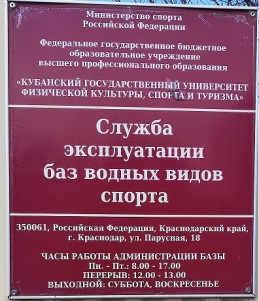 Министерство спорта
Российской Федерации
Федеральное государственное бюджетное
образовательное учреждение
высшего профессионального образования
«КУБАНСКИЙ ГОСУДАРСТВЕННЫЙ УНИВЕРСИТЕТ
ФИЗИЧЕСКОЙ КУЛЬТУРЫ, СПОРТА И ТУРИЗМА»
Служба
эксплуатации
баз водных видов
спорта
350061, Российская Федерация, Краснодарский край,
г. Краснодар, ул. Парусная, 18
ЧАСЫ РАБОТЫ АДМИНИСТРАЦИИ БАЗЫ
Пн. - Пт.: 8.00 - 17.00
ПЕРЕРЫВ: 12.00 - 13.00
ВЫХОДНОЙ: СУББОТА, ВОСКРЕСЕНЬЕ